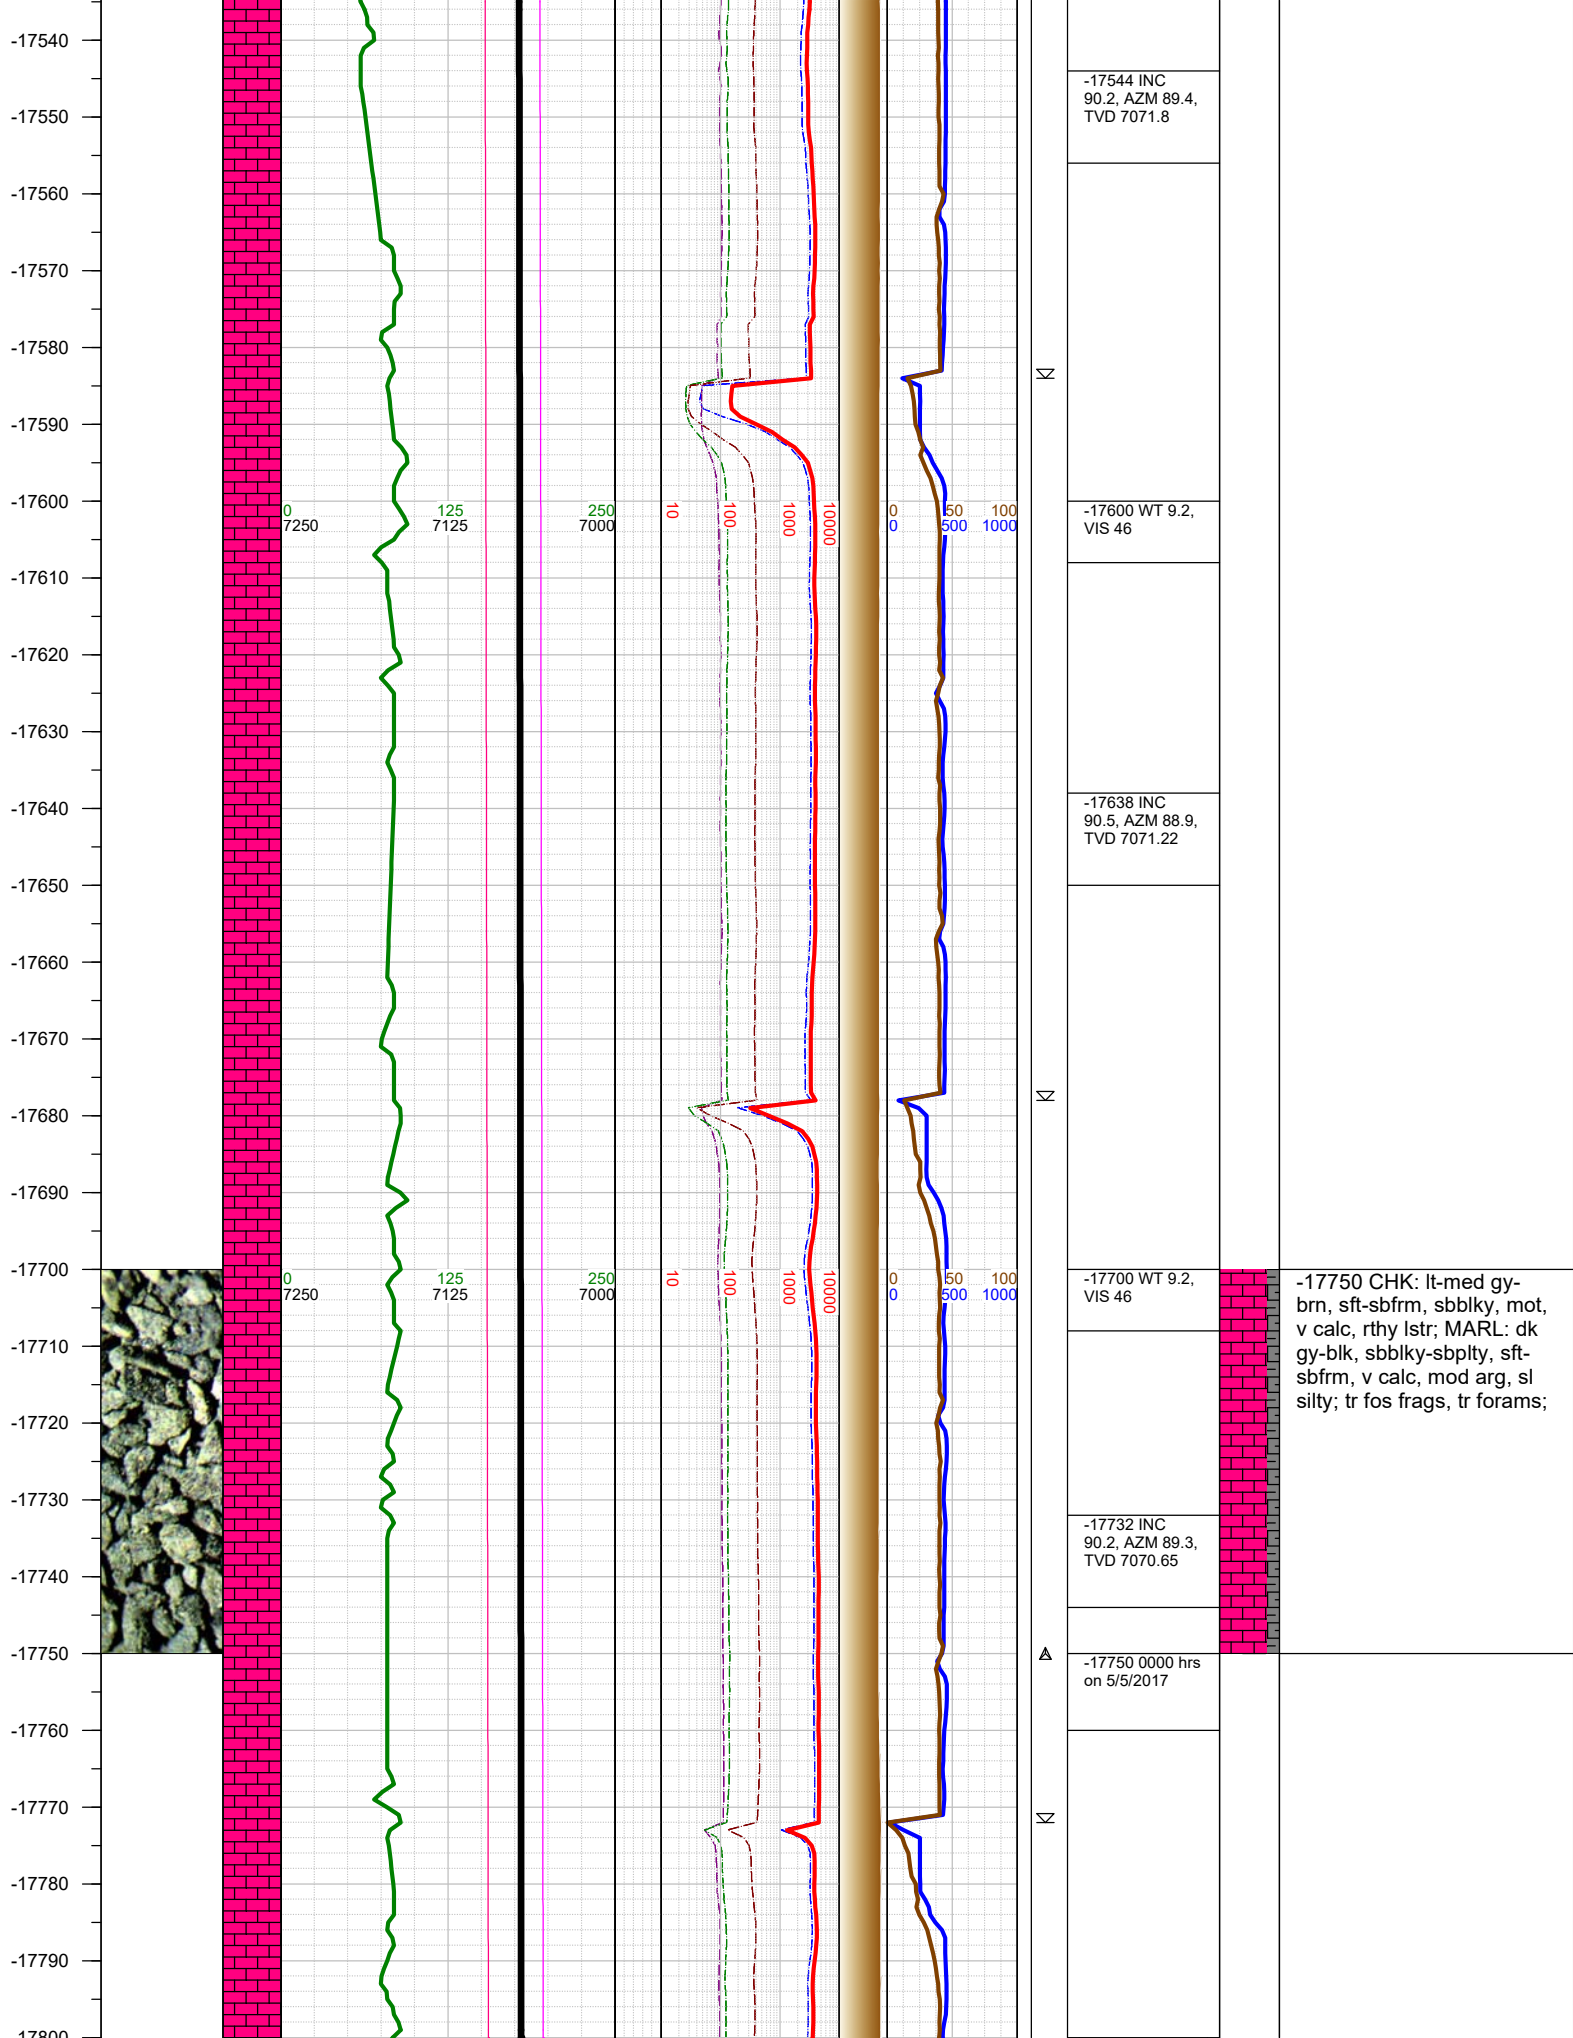 -17540
-17544 INC
90.2, AZM 89.4,
TVD 7071.8
-17550
-17560
-17570
-17580
-17590
-17600
0 125 250
7250 7125 7000
10 100 1000 10000
0 50 100
0 500 1000
-17600 WT 9.2,
VIS 46
-17610
-17620
-17630
-17638 INC
90.5, AZM 88.9,
TVD 7071.22
-17640
-17650
-17660
-17670
-17680
-17690
-17700
0 125 250
7250 7125 7000
10 100 1000 10000
0 50 100
0 500 1000
-17700 WT 9.2,
VIS 46
-17750 CHK: lt-med gy-
brn, sft-sbfrm, sbblky, mot,
v calc, rthy lstr; MARL: dk
gy-blk, sbblky-sbplty, sft-
sbfrm, v calc, mod arg, sl
silty; tr fos frags, tr forams;
-17710
-17720
-17730
-17732 INC
90.2, AZM 89.3,
TVD 7070.65
-17740
-17750
-17750 0000 hrs
on 5/5/2017
-17760
-17770
-17780
-17790
-17800